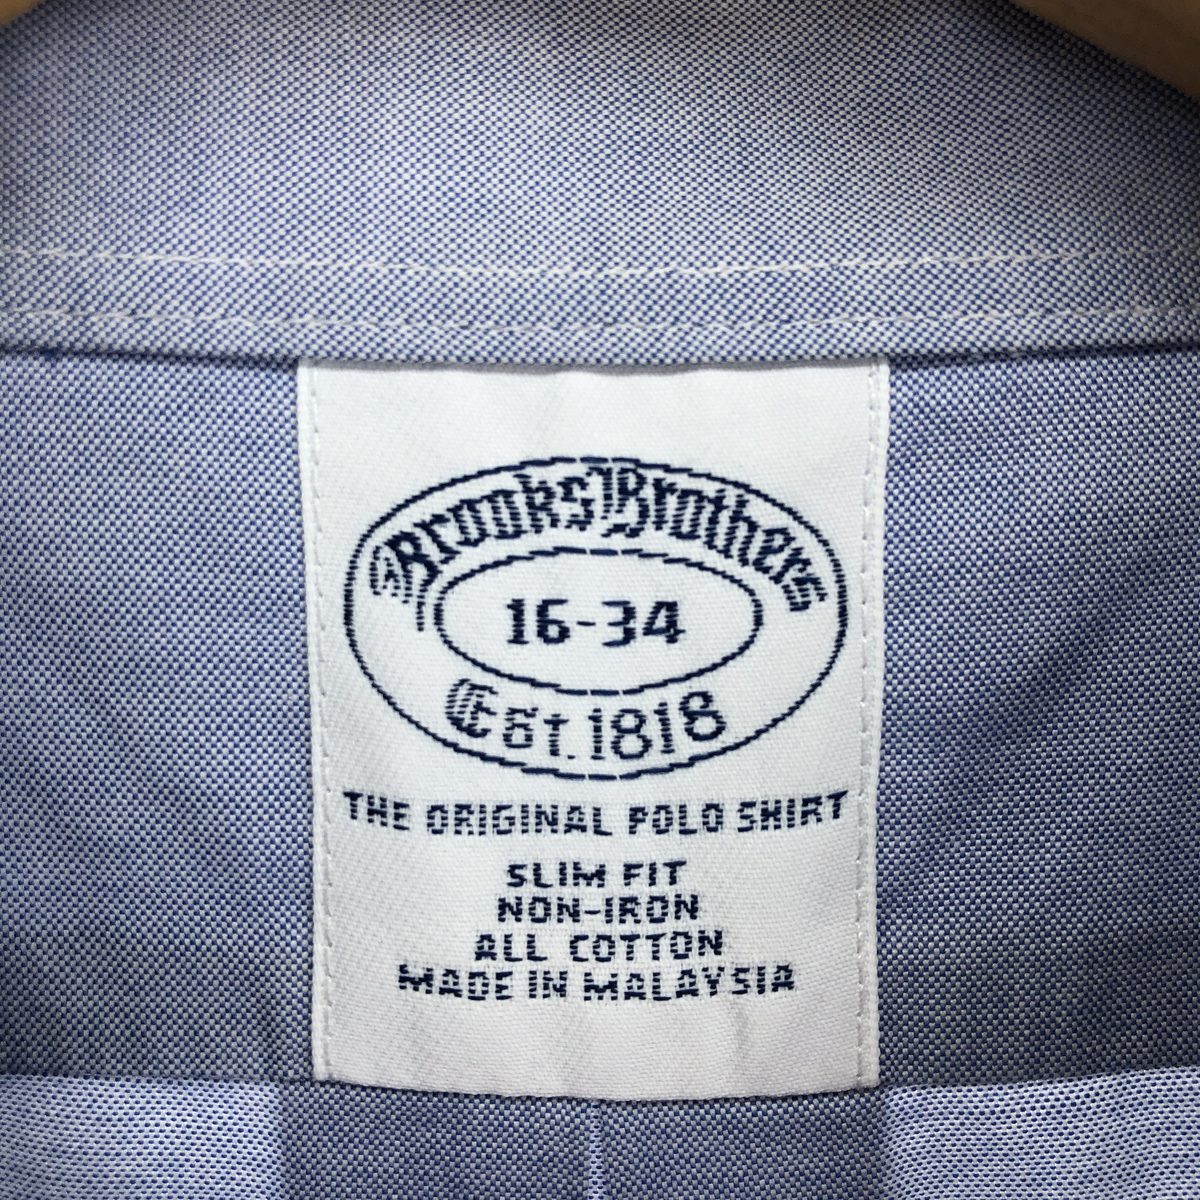 Brooks Brothers
16-34
Est. 1818
THE ORIGINAL POLO SHIRT
SLIM FIT
NON-IRON
ALL COTTON
MADE IN MALAYSIA